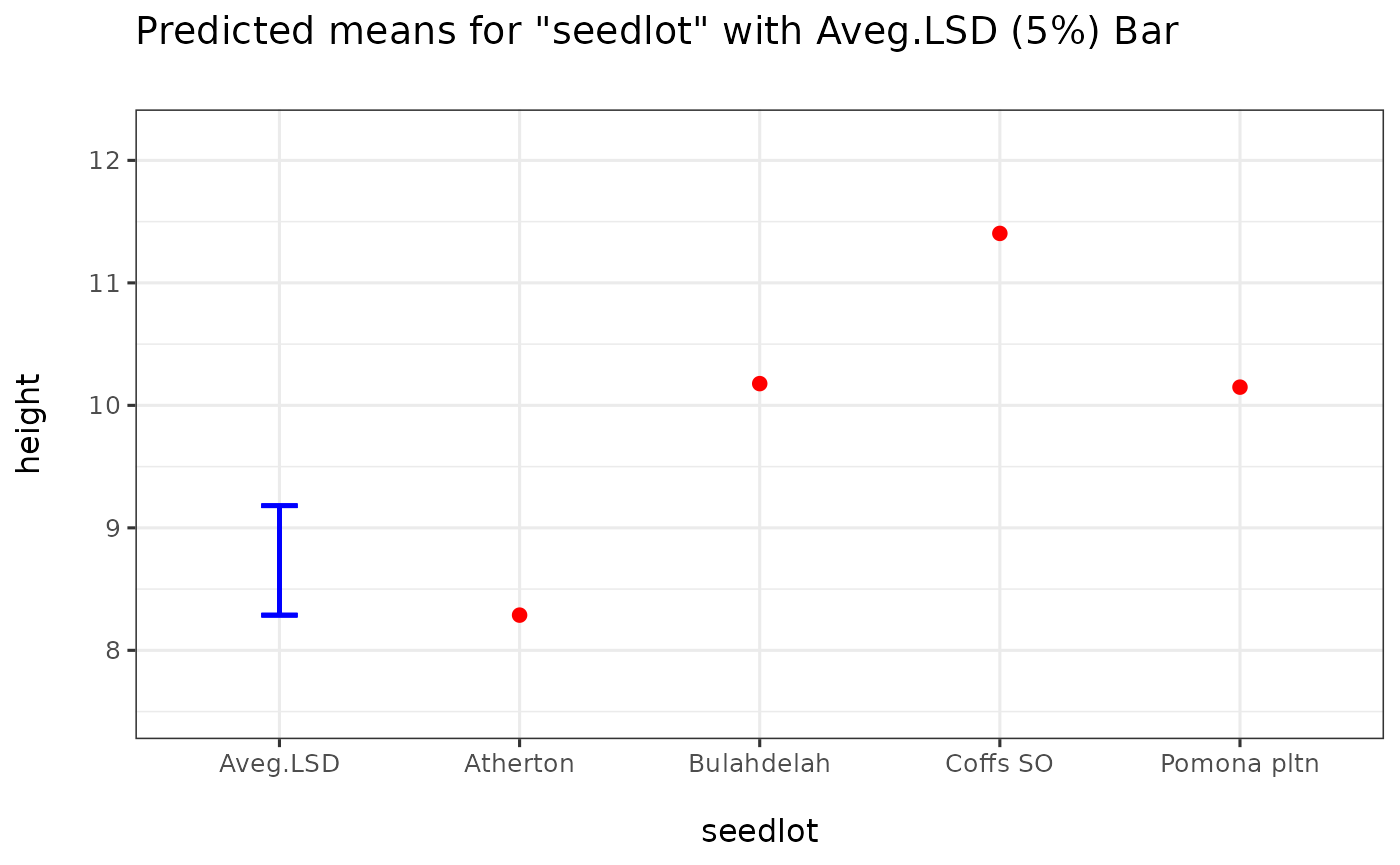 Predicted means for "seedlot" with Aveg.LSD (5%) Bar
12
11
10
9
8
height
Aveg.LSD Atherton Bulahdelah Coffs SO Pomona pltn
seedlot